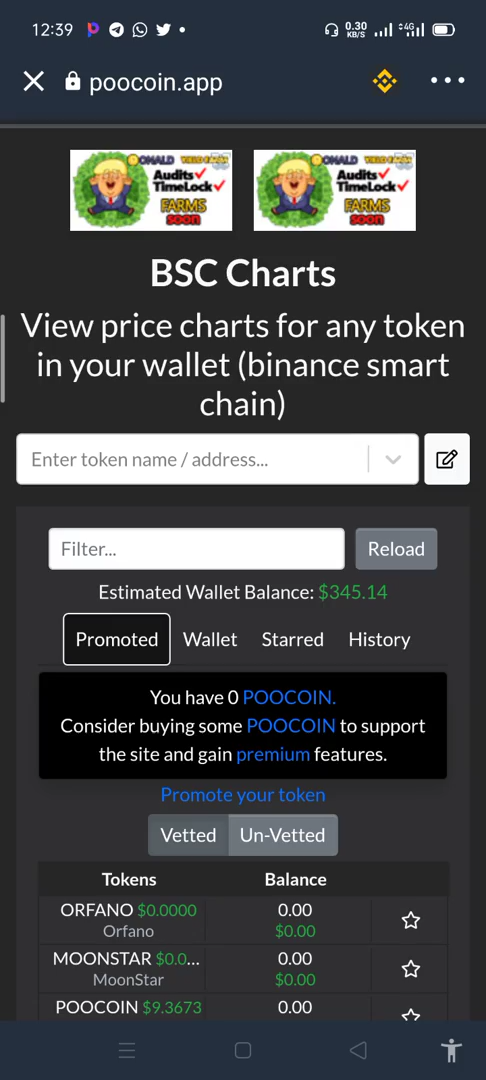 12:39
0.30
KB/S
4G
poocoin.app
Audits
TimeLock
FARMS
soon
Audits
TimeLock
FARMS
soon
BSC Charts
View price charts for any token
in your wallet (binance smart
chain)
Enter token name / address...
Filter...
Reload
Estimated Wallet Balance: $345.14
Promoted Wallet Starred History
You have 0 POOCOIN.
Consider buying some POOCOIN to support
the site and gain premium features.
Promote your token
Vetted Un-Vetted
Tokens Balance
ORFANO $0.0000 0.00
Orfano $0.00
MOONSTAR $0.0... 0.00
MoonStar $0.00
POOCOIN $9.3673 0.00